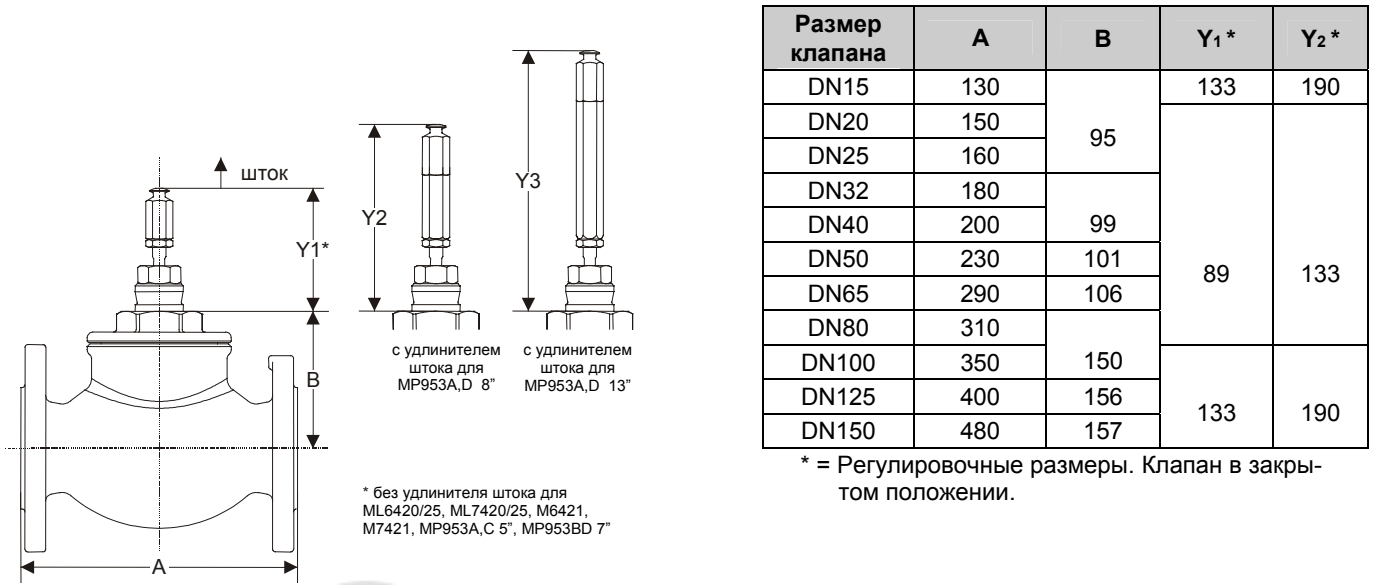 шток
Y1*
Y2
Y3
B
A
с удлинителем
штока для
MP953A,D 8”
с удлинителем
штока для
MP953A,D 13”
* без удлинителя штока для
ML6420/25, ML7420/25, M6421,
M7421, MP953A,C 5”, MP953BD 7”
Размер клапана A B Y1 * Y2 *
DN15 130 95 133 190
DN20 150 89 133
DN25 160
DN32 180 99
DN40 200
DN50 230 101
DN65 290 106
DN80 310 150
DN100 350 133 190
DN125 400 156
DN150 480 157
* = Регулировочные размеры. Клапан в закры-
том положении.